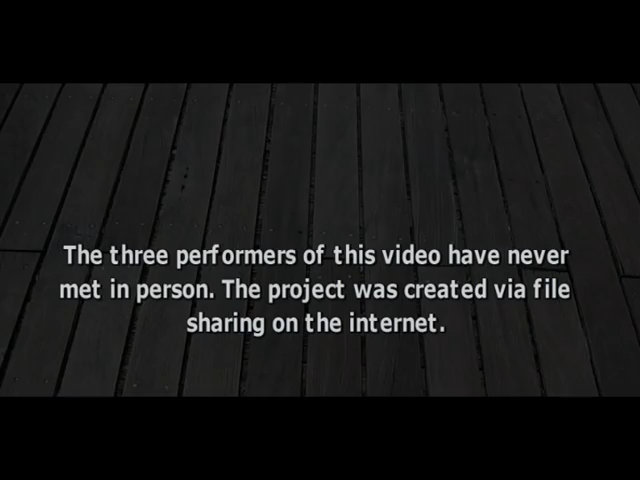 The three performers of this video have never
met in person. The project was created via file
sharing on the internet.